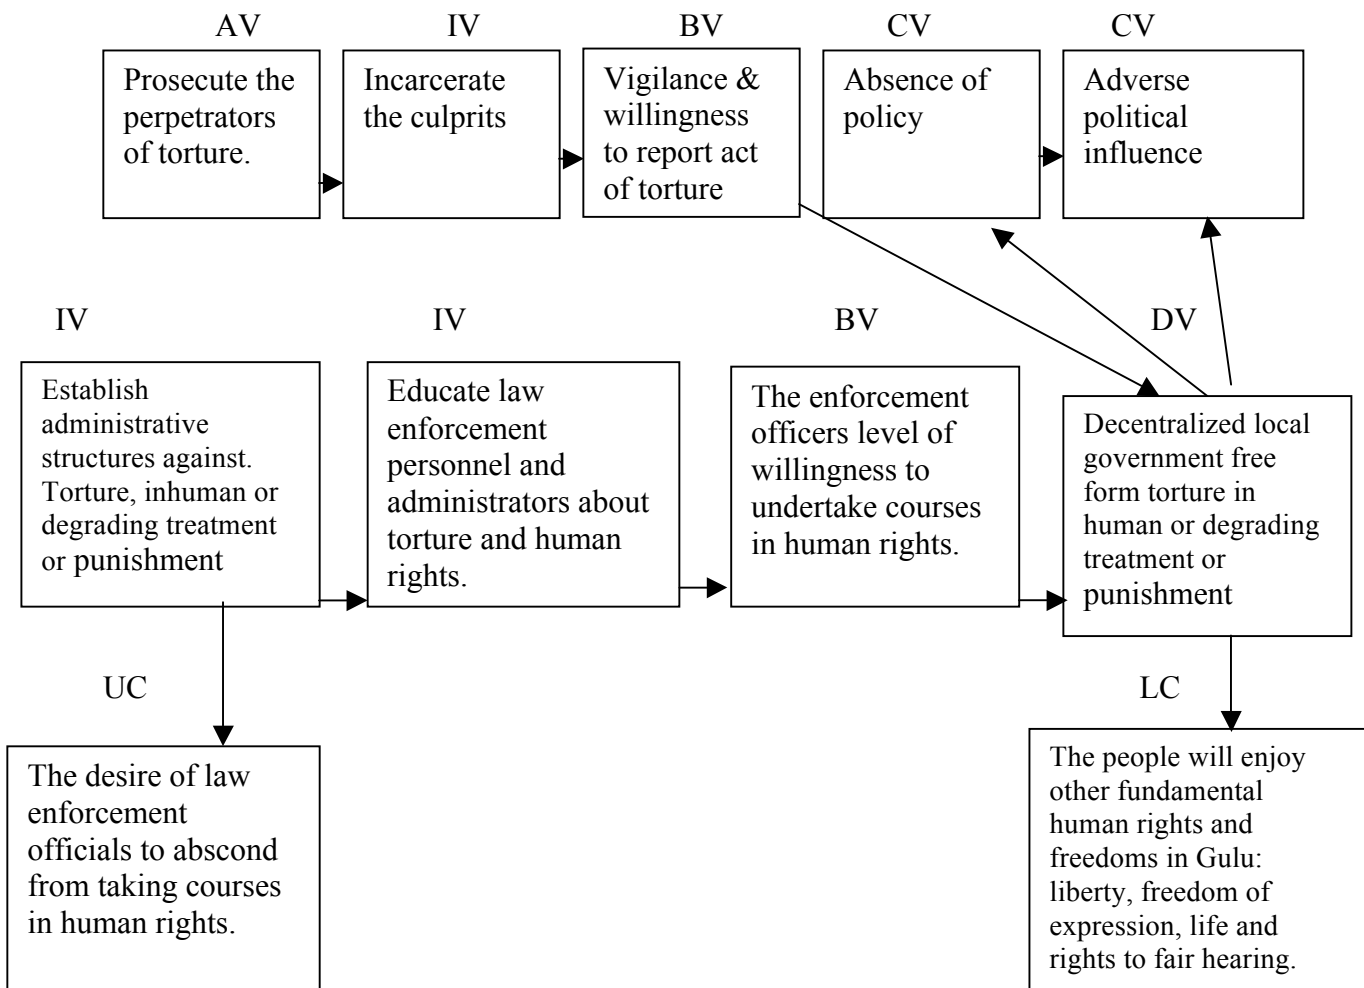 AV
IV
BV
CV
CV
Prosecute the
perpetrators
of torture.
Incarcerate
the culprits
Vigilance &
willingness
to report act
of torture
Absence of
policy
Adverse
political
influence
IV
IV
BV
DV
Establish
administrative
structures against.
Torture, inhuman or
degrading treatment
or punishment
Educate law
enforcement
personnel and
administrators about
torture and human
rights.
The enforcement
officers level of
willingness to
undertake courses
in human rights.
Decentralized local
government free
form torture in
human or degrading
treatment or
punishment
UC
LC
The desire of law
enforcement
officials to abscond
from taking courses
in human rights.
The people will enjoy
other fundamental
human rights and
freedoms in Gulu:
liberty, freedom of
expression, life and
rights to fair hearing.